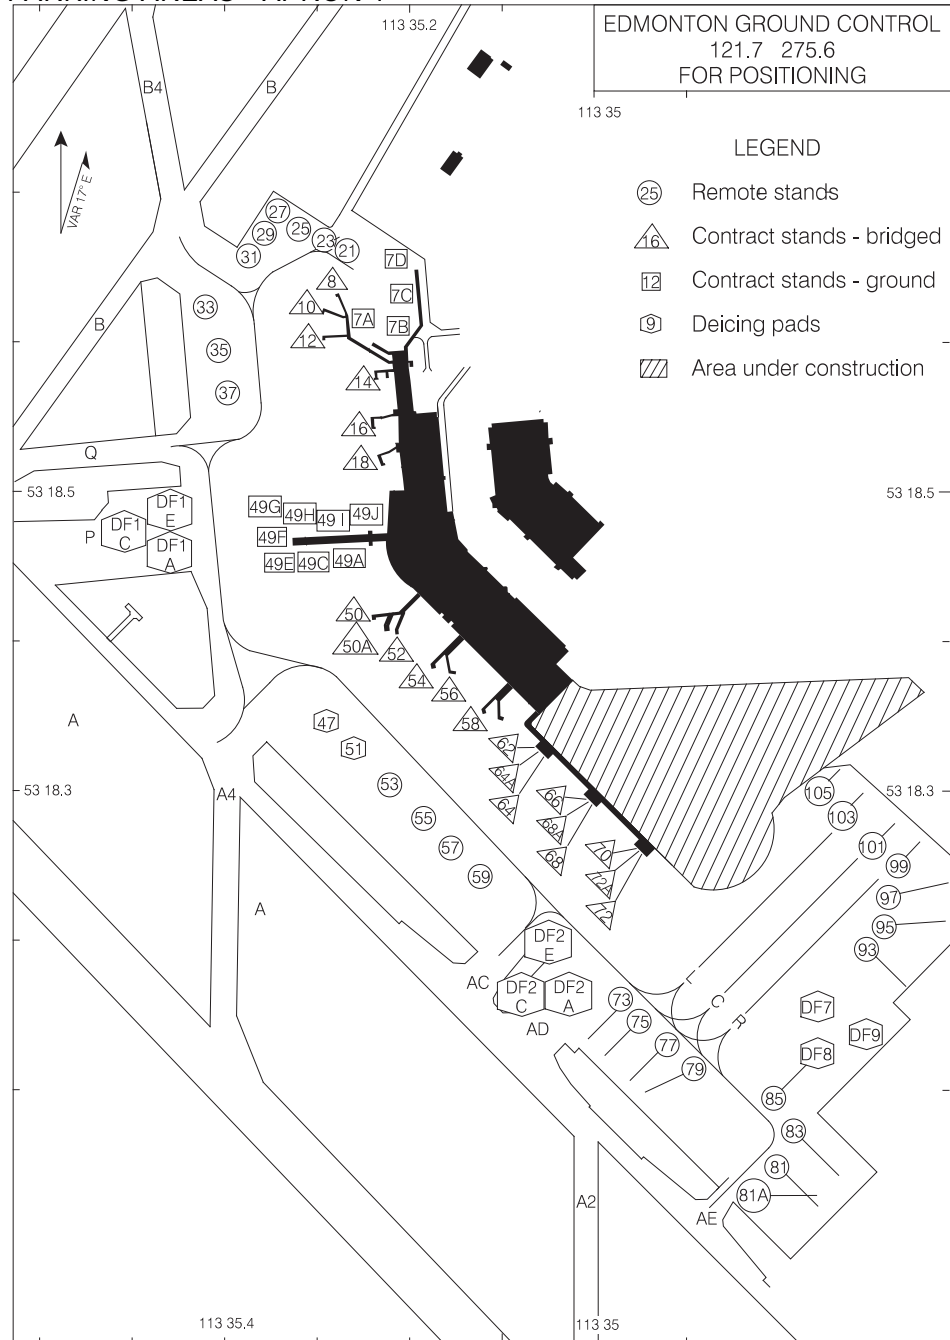 113 35.2
EDMONTON GROUND CONTROL
121.7 275.6
FOR POSITIONING
113 35
B4
B
VAR 17° E
LEGEND
25 Remote stands
16 Contract stands - bridged
12 Contract stands - ground
9 Deicing pads
Area under construction
27
25
29
23
21
31
7D
8
7C
10
33
7A
B
7B
12
35
14
37
16
Q
18
53 18.5
53 18.5
DF1
E
49G
49H
49 I
49J
P
DF1
C
49F
DF1
A
49E
49C
49A
50
50A
52
54
56
A
47
58
51
62
64A
53 18.3
53 18.3
53
105
A4
64
66
103
55
68A
101
57
68
70
99
59
72A
97
A
72
95
DF2
E
93
AC
DF2
C
DF2
A
L
73
C
DF7
AD
75
R
DF9
77
DF8
79
85
83
81
81A
A2
AE
113 35.4
113 35